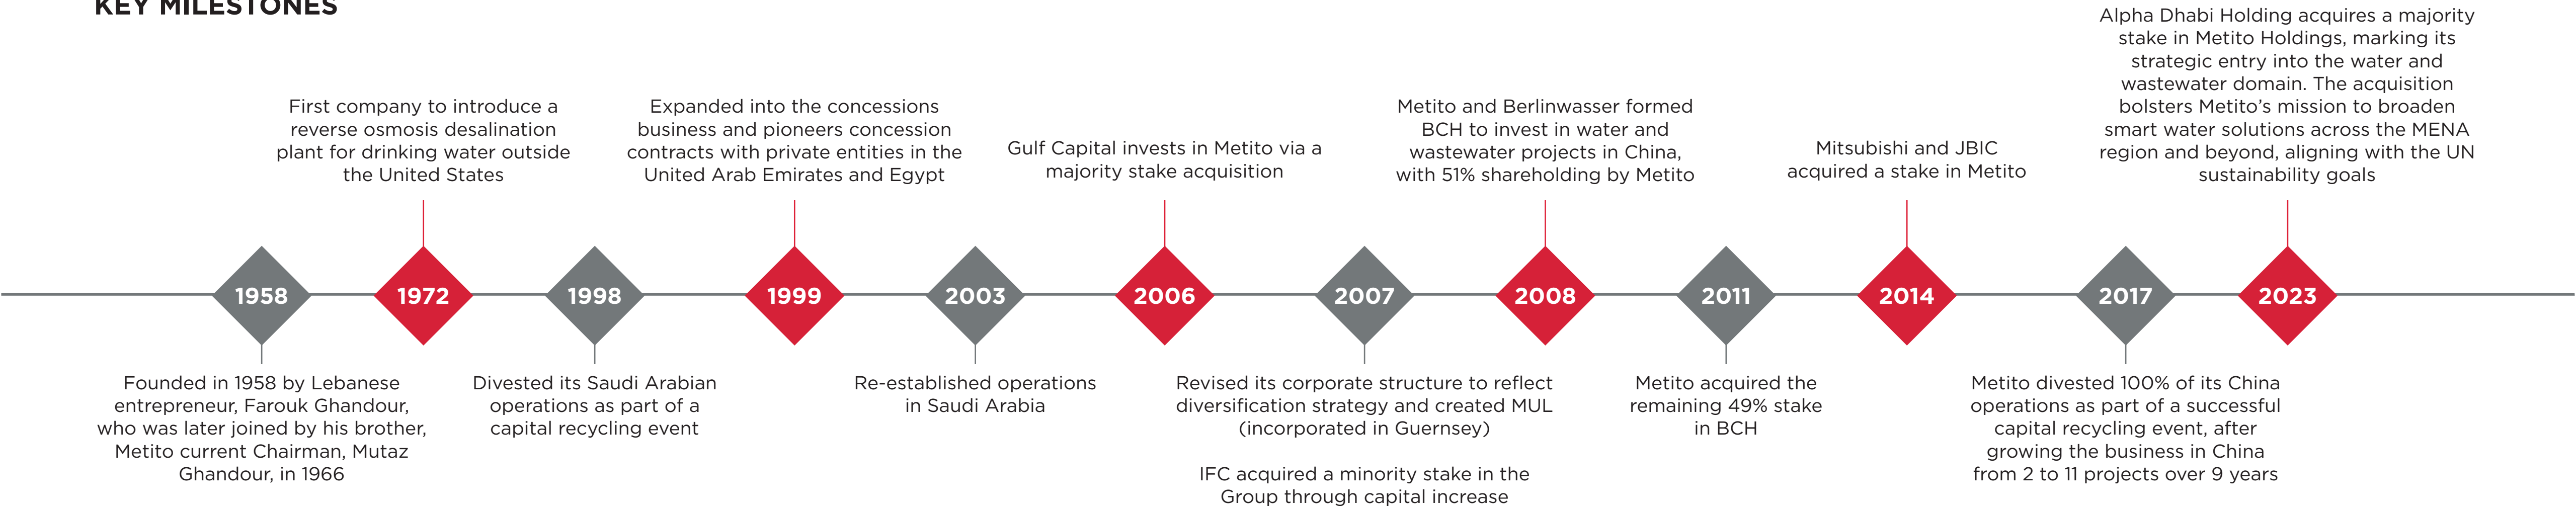 KEY MILESTONES
First company to introduce a
reverse osmosis desalination
plant for drinking water outside
the United States
Expanded into the concessions
business and pioneers concession
contracts with private entities in the
United Arab Emirates and Egypt
Gulf Capital invests in Metito via a
majority stake acquisition
Metito and Berlinwasser formed
BCH to invest in water and
wastewater projects in China,
with 51% shareholding by Metito
Mitsubishi and JBIC
acquired a stake in Metito
Alpha Dhabi Holding acquires a majority
stake in Metito Holdings, marking its
strategic entry into the water and
wastewater domain. The acquisition
bolsters Metito’s mission to broaden
smart water solutions across the MENA
region and beyond, aligning with the UN
sustainability goals
1958
1972
1998
1999
2003
2006
2007
2008
2011
2014
2017
2023
Founded in 1958 by Lebanese
entrepreneur, Farouk Ghandour,
who was later joined by his brother,
Metito current Chairman, Mutaz
Ghandour, in 1966
Divested its Saudi Arabian
operations as part of a
capital recycling event
Re-established operations
in Saudi Arabia
Revised its corporate structure to reflect
diversification strategy and created MUL
(incorporated in Guernsey)
IFC acquired a minority stake in the
Group through capital increase
Metito acquired the
remaining 49% stake
in BCH
Metito divested 100% of its China
operations as part of a successful
capital recycling event, after
growing the business in China
from 2 to 11 projects over 9 years